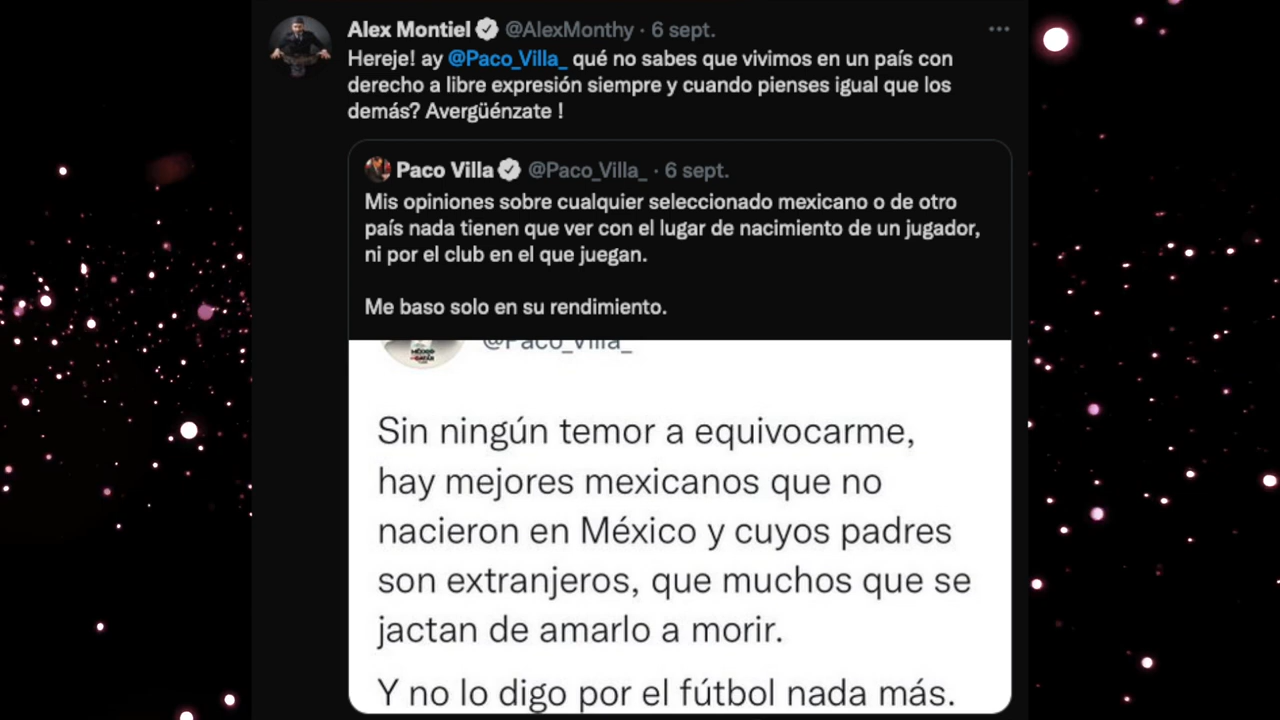 Alex Montiel @AlexMonthy · 6 sept.
Hereje! ay @Paco_Villa_ qué no sabes que vivimos en un país con
derecho a libre expresión siempre y cuando pienses igual que los
demás? Avergüénzate !
Paco Villa @Paco_Villa_ · 6 sept.
Mis opiniones sobre cualquier seleccionado mexicano o de otro
país nada tienen que ver con el lugar de nacimiento de un jugador,
ni por el club en el que juegan.
Me baso solo en su rendimiento.
@Paco_Villa_
MÉXICO
Sin ningún temor a equivocarme,
hay mejores mexicanos que no
nacieron en México y cuyos padres
son extranjeros, que muchos que se
jactan de amarlo a morir.
Y no lo digo por el fútbol nada más.